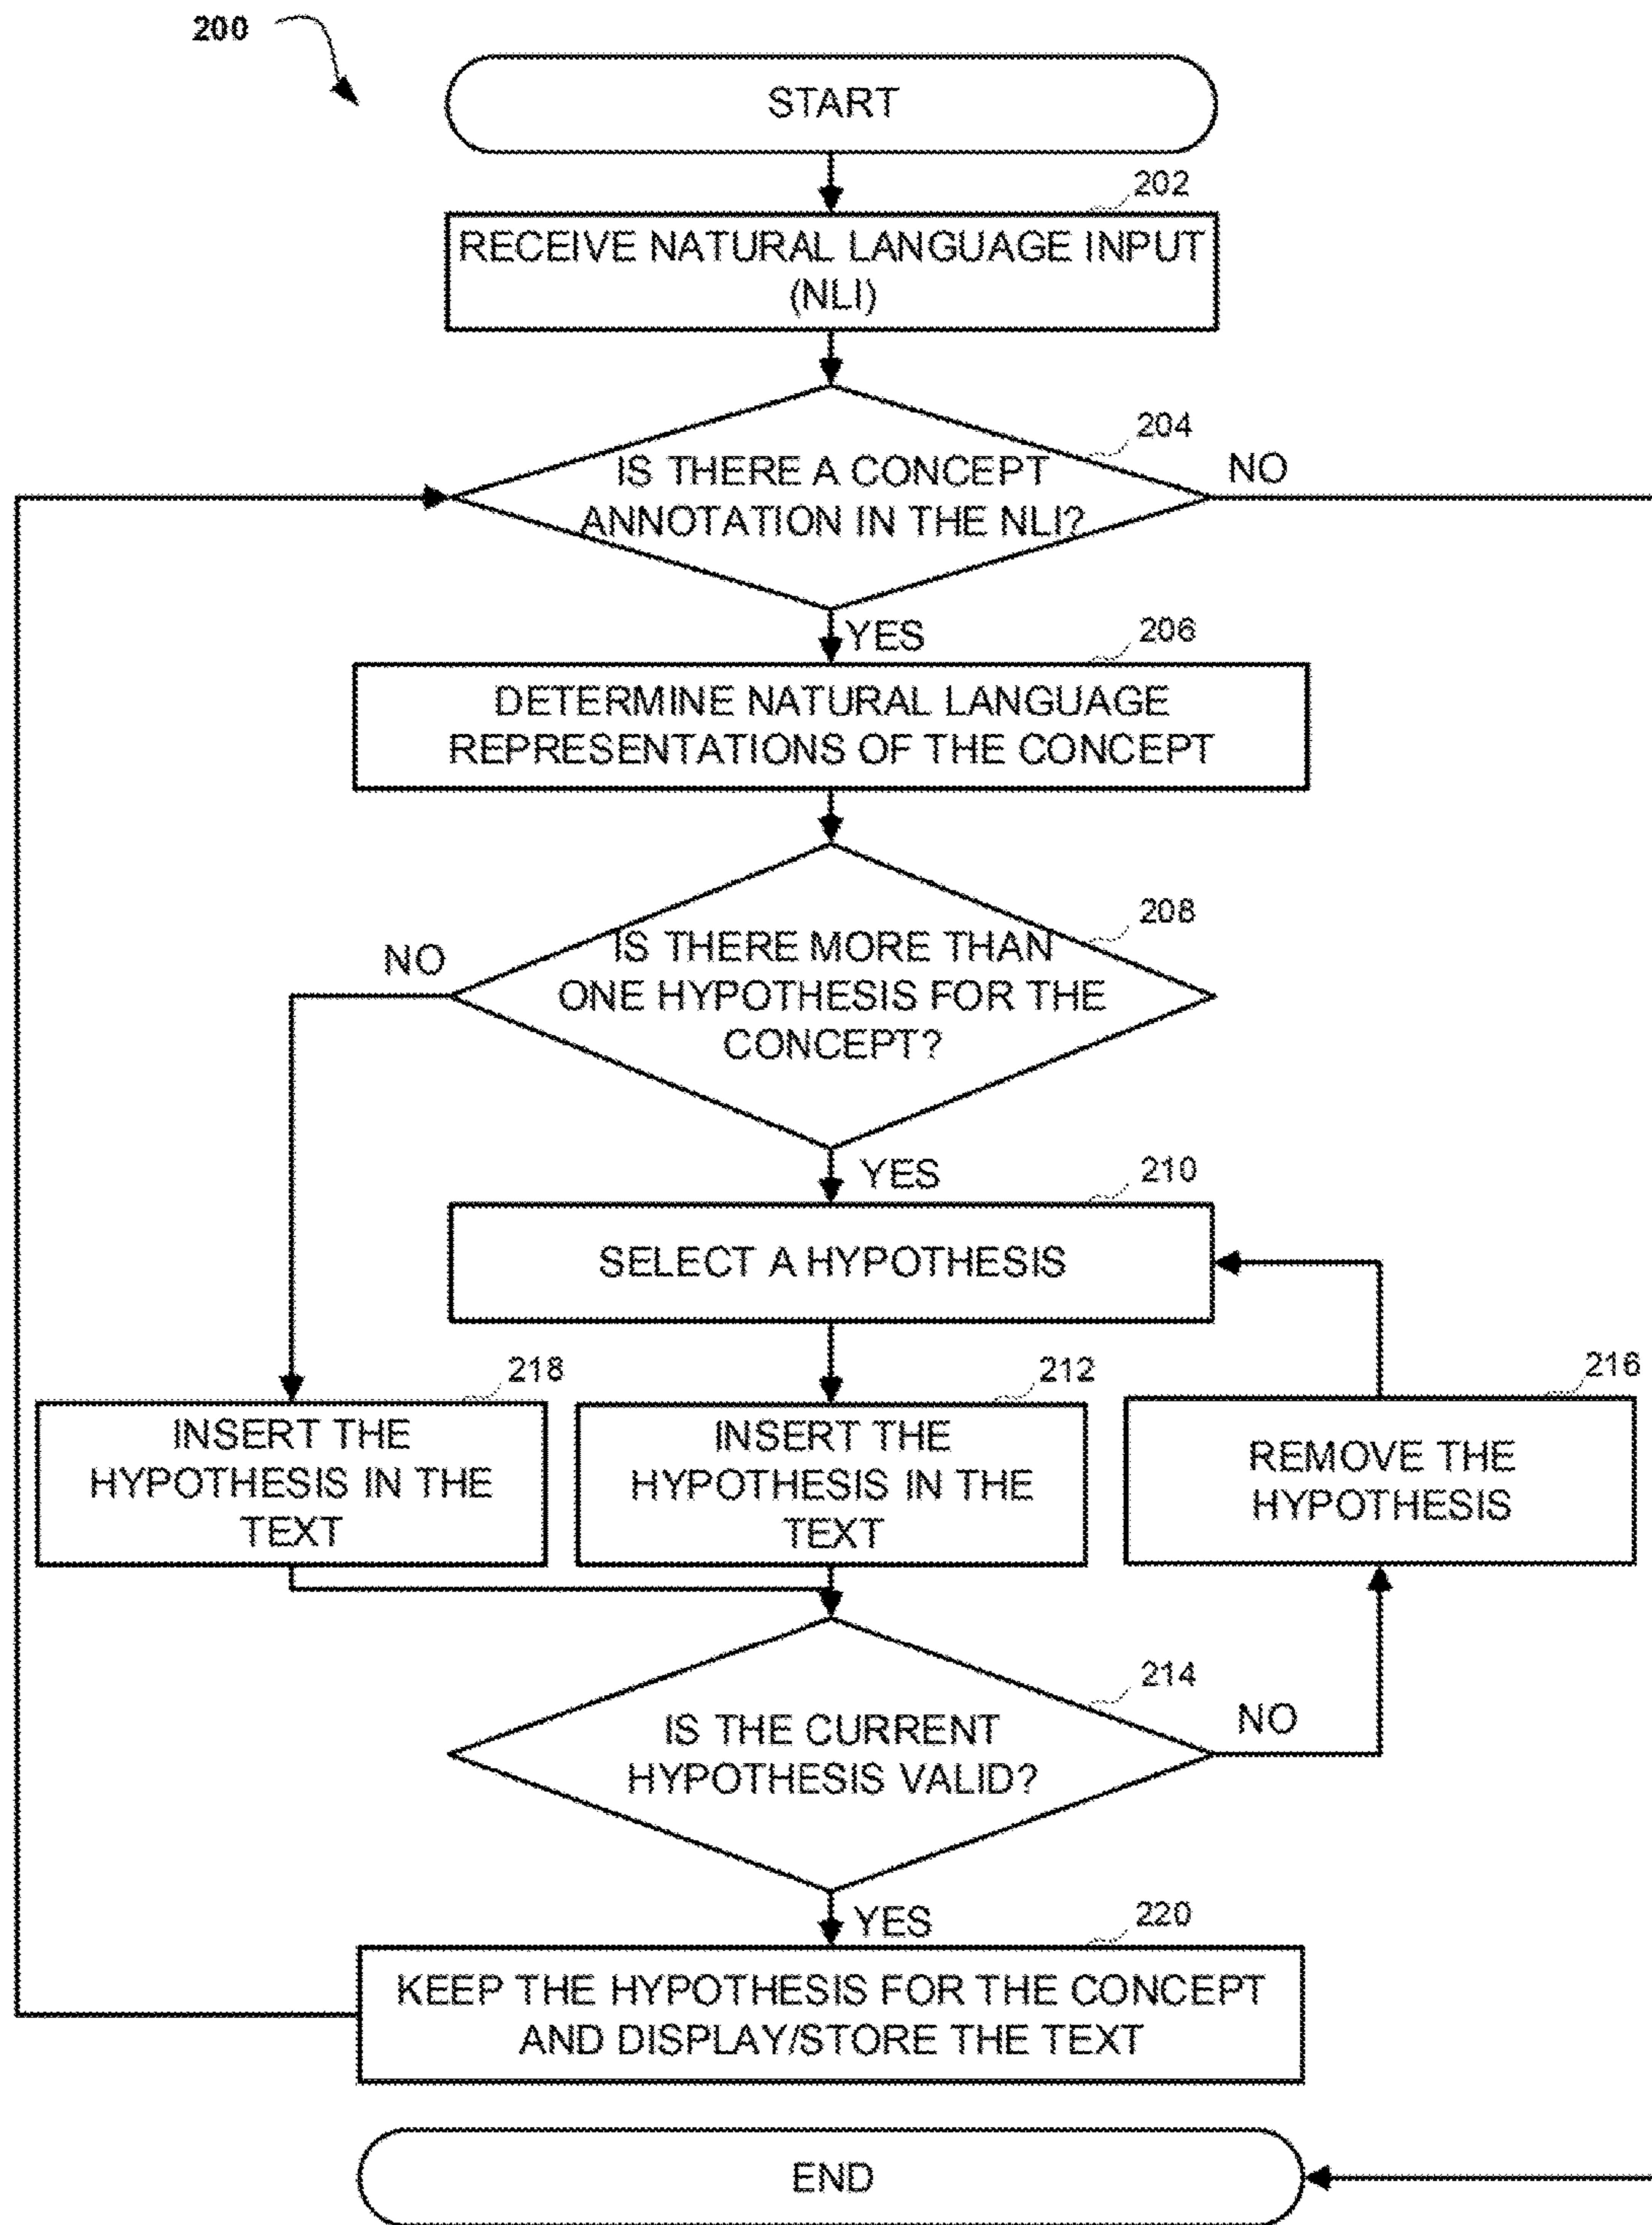 200
START
202
RECEIVE NATURAL LANGUAGE INPUT
(NLI)
204
IS THERE A CONCEPT
ANNOTATION IN THE NLI?
NO
YES
206
DETERMINE NATURAL LANGUAGE
REPRESENTATIONS OF THE CONCEPT
208
IS THERE MORE THAN
ONE HYPOTHESIS FOR THE
CONCEPT?
NO
YES
210
SELECT A HYPOTHESIS
218
INSERT THE
HYPOTHESIS IN THE
TEXT
212
INSERT THE
HYPOTHESIS IN THE
TEXT
216
REMOVE THE
HYPOTHESIS
214
IS THE CURRENT
HYPOTHESIS VALID?
NO
YES
220
KEEP THE HYPOTHESIS FOR THE CONCEPT
AND DISPLAY/STORE THE TEXT
END